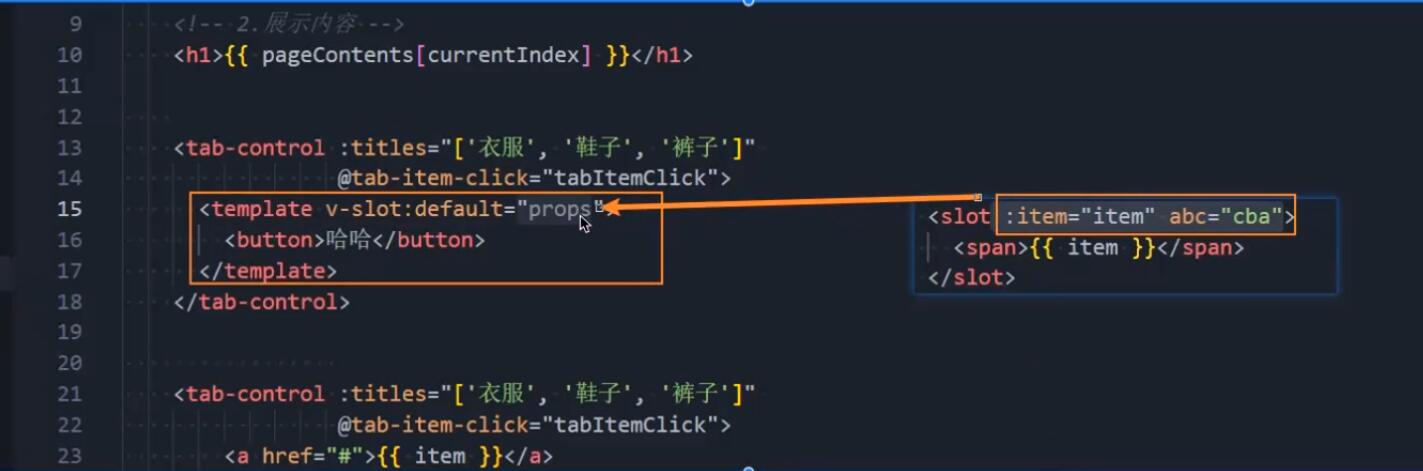 9 <!-- 2.展示内容 -->
10 <h1>{{ pageContents[currentIndex] }}</h1>
11
12
13 <tab-control :titles="['衣服', '鞋子', '裤子']"
14 @tab-item-click="tabItemClick">
15 <template v-slot:default="props">
16 <button>哈哈</button>
17 </template>
18 </tab-control>
19
20
21 <tab-control :titles="['衣服', '鞋子', '裤子']"
22 @tab-item-click="tabItemClick">
23 <a href="#">{{ item }}</a>
<slot :item="item" abc="cba">
<span>{{ item }}</span>
</slot>